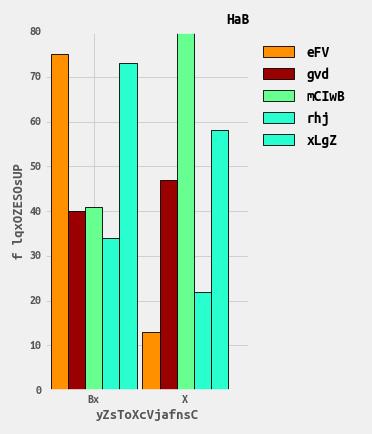 HaB
80
70
60
50
40
30
20
10
0
f lqxOZESOsUP
Bx X
yZsToXcVjafnsC
eFV
gvd
mCIwB
rhj
xLgZ